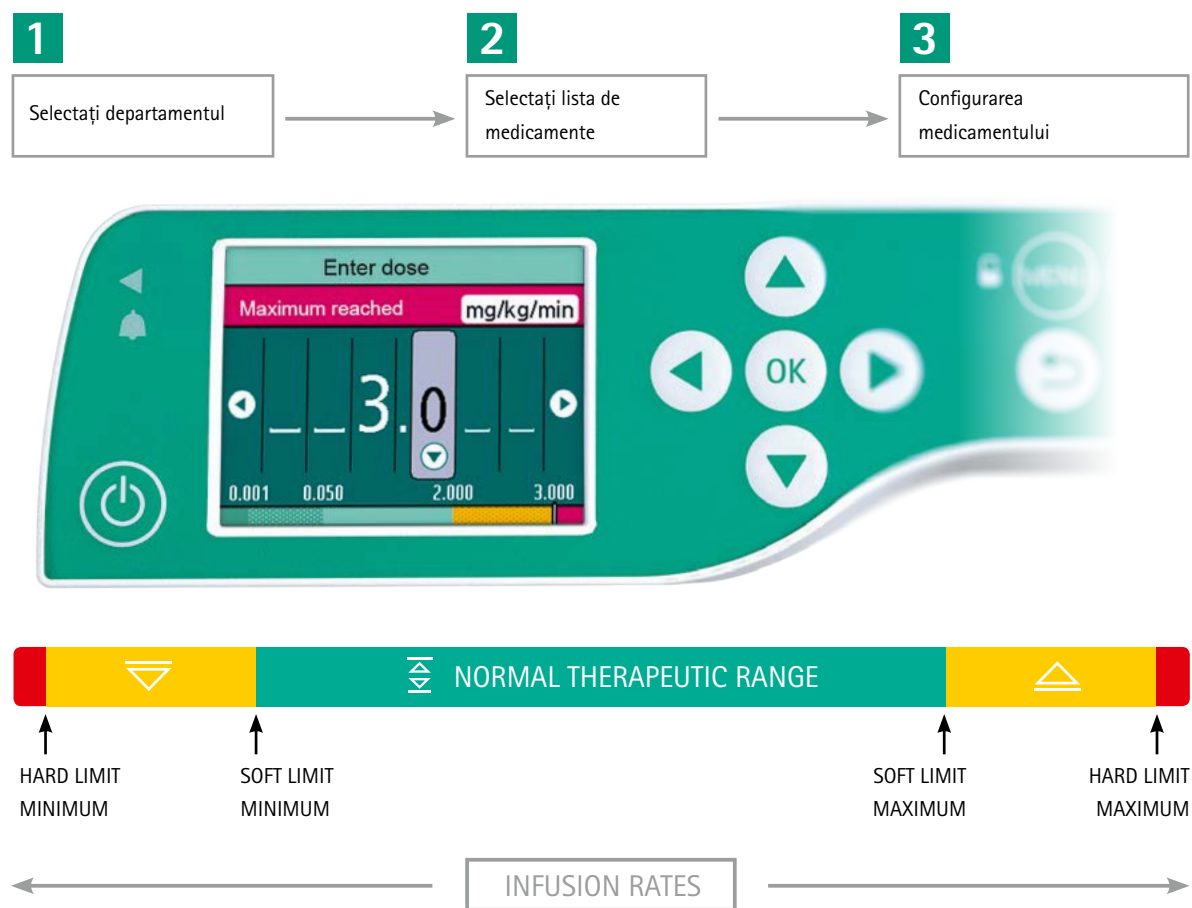 1
2
3
Selectați departamentul
Selectați lista de
medicamente
Configurarea
medicamentului
Enter dose
Maximum reached
mg/kg/min
_ _ 3.0 _ _
OK
0.001 0.050 2.000 3.000
NORMAL THERAPEUTIC RANGE
HARD LIMIT
MINIMUM
SOFT LIMIT
MINIMUM
SOFT LIMIT
MAXIMUM
HARD LIMIT
MAXIMUM
INFUSION RATES